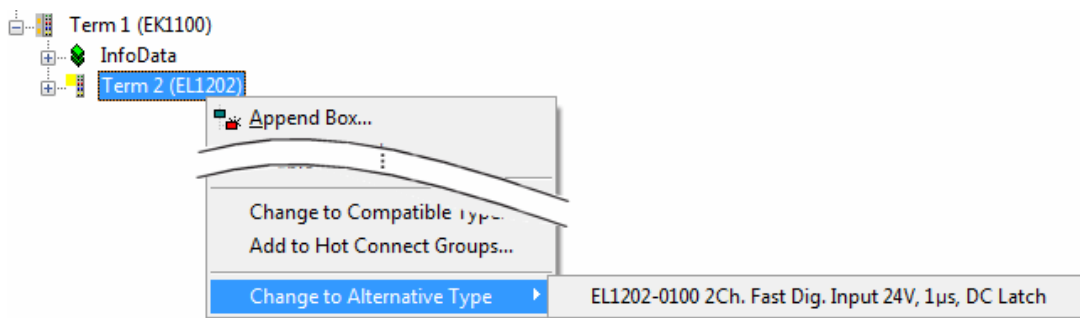 Term 1 (EK1100)
InfoData
Term 2 (EL1202)
Append Box...
Change to Compatible
Add to Hot Connect Groups...
Change to Alternative Type
EL1202-0100 2Ch. Fast Dig. Input 24V, 1µs, DC Latch